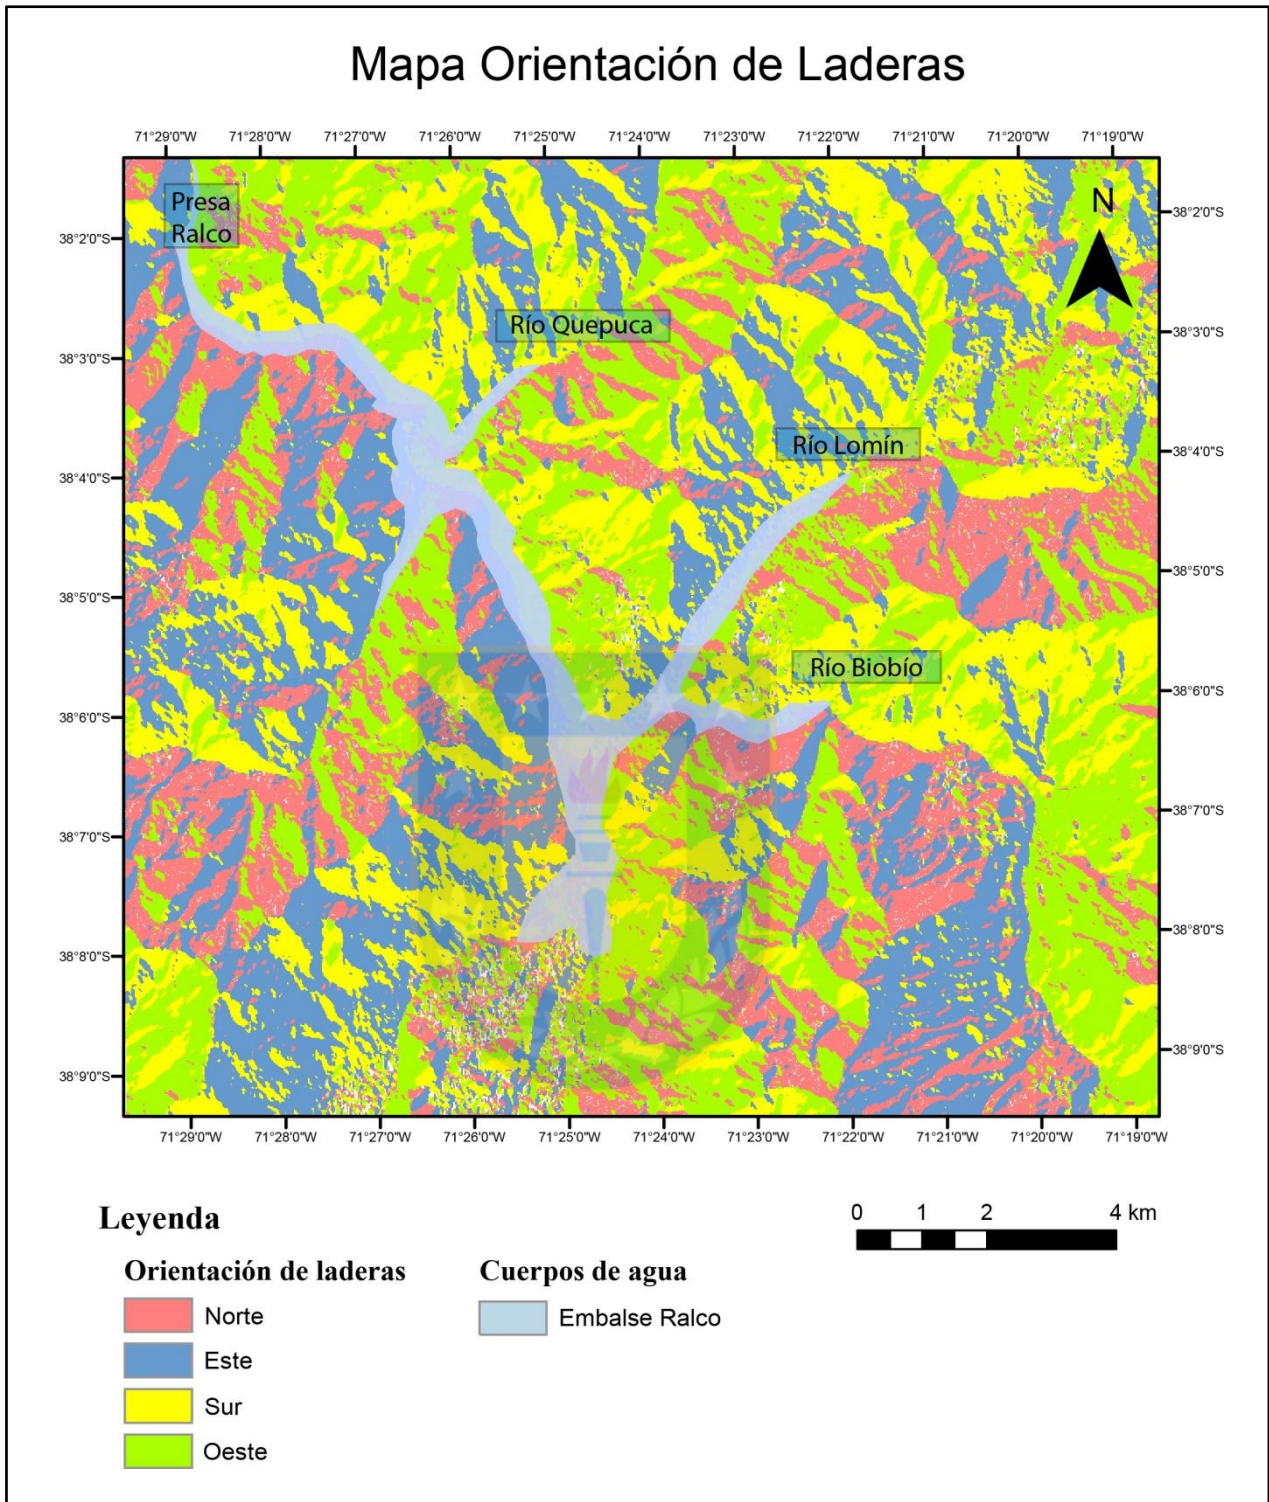 Mapa Orientación de Laderas
71°29'0"W 71°28'0"W 71°27'0"W 71°26'0"W 71°25'0"W 71°24'0"W 71°23'0"W 71°22'0"W 71°21'0"W 71°20'0"W 71°19'0"W
Presa
Ralco
N
38°2'0"S
38°2'0"S
Río Quepuca
38°3'0"S
38°3'0"S
Río Lomín
38°4'0"S
38°4'0"S
38°5'0"S
38°5'0"S
Río Biobío
38°6'0"S
38°6'0"S
38°7'0"S
38°7'0"S
38°8'0"S
38°8'0"S
38°9'0"S
38°9'0"S
71°29'0"W 71°28'0"W 71°27'0"W 71°26'0"W 71°25'0"W 71°24'0"W 71°23'0"W 71°22'0"W 71°21'0"W 71°20'0"W 71°19'0"W
Leyenda
0 1 2 4 km
Orientación de laderas
Norte
Este
Sur
Oeste
Cuerpos de agua
Embalse Ralco